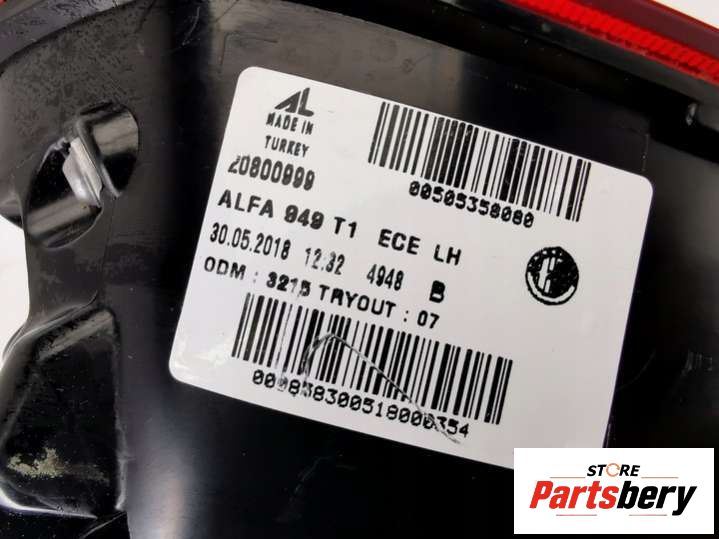 AL
MADE IN
TURKEY
20800999
00505358080
ALFA 949 T1 ECE LH
30.05.2018 12:32 4948 B
ODM : 3215 TRYOUT : 07
STORE
Partsbery